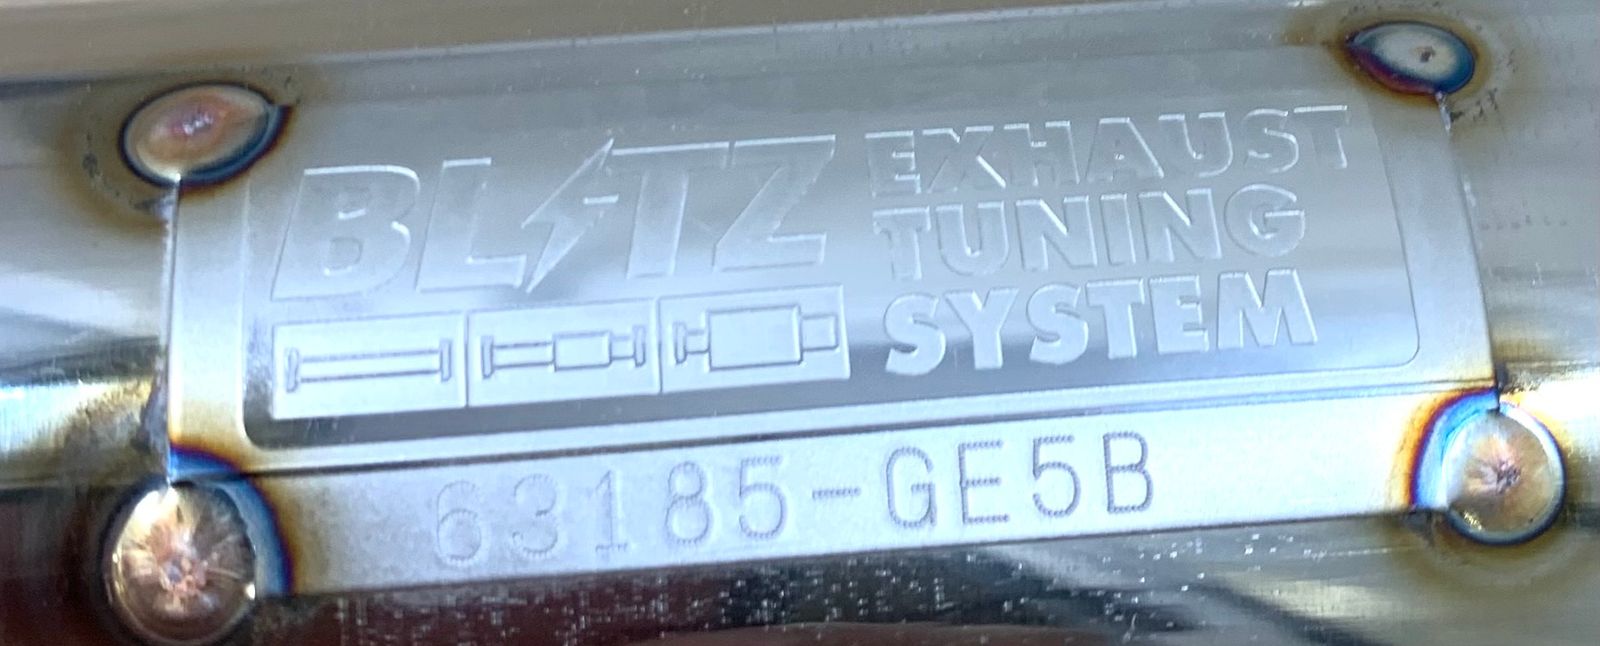 BLITZ
EXHAUST
TUNING
SYSTEM
63185-GE5B